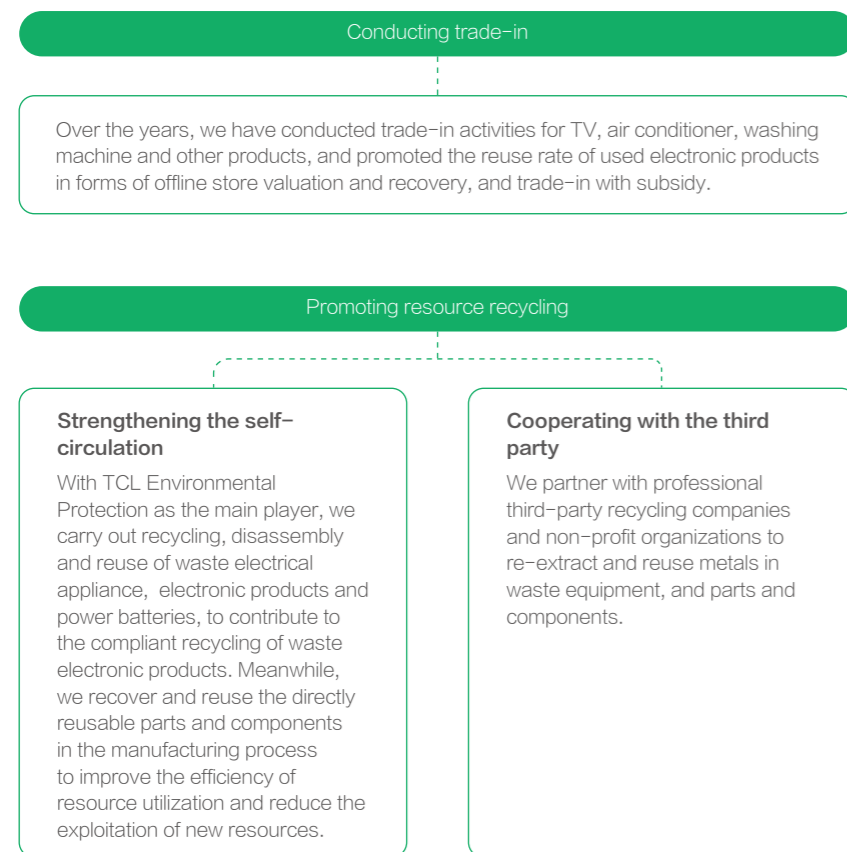 Conducting trade-in
Over the years, we have conducted trade-in activities for TV, air conditioner, washing
machine and other products, and promoted the reuse rate of used electronic products
in forms of offline store valuation and recovery, and trade-in with subsidy.
Promoting resource recycling
Strengthening the self-
circulation
With TCL Environmental
Protection as the main player, we
carry out recycling, disassembly
and reuse of waste electrical
appliance, electronic products and
power batteries, to contribute to
the compliant recycling of waste
electronic products. Meanwhile,
we recover and reuse the directly
reusable parts and components
in the manufacturing process
to improve the efficiency of
resource utilization and reduce the
exploitation of new resources.
Cooperating with the third
party
We partner with professional
third-party recycling companies
and non-profit organizations to
re-extract and reuse metals in
waste equipment, and parts and
components.